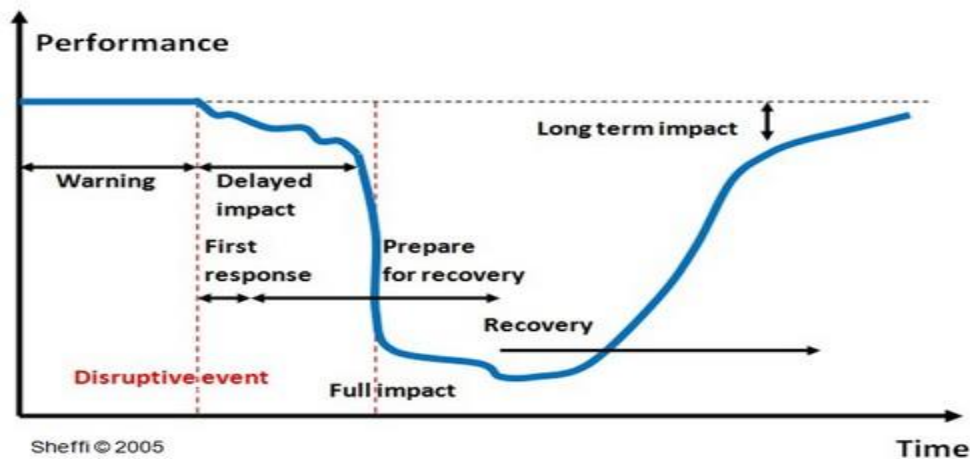 Performance
Long term impact
Warning
Delayed
impact
First
response
Prepare
for recovery
Recovery
Disruptive event
Full impact
Sheffi © 2005
Time